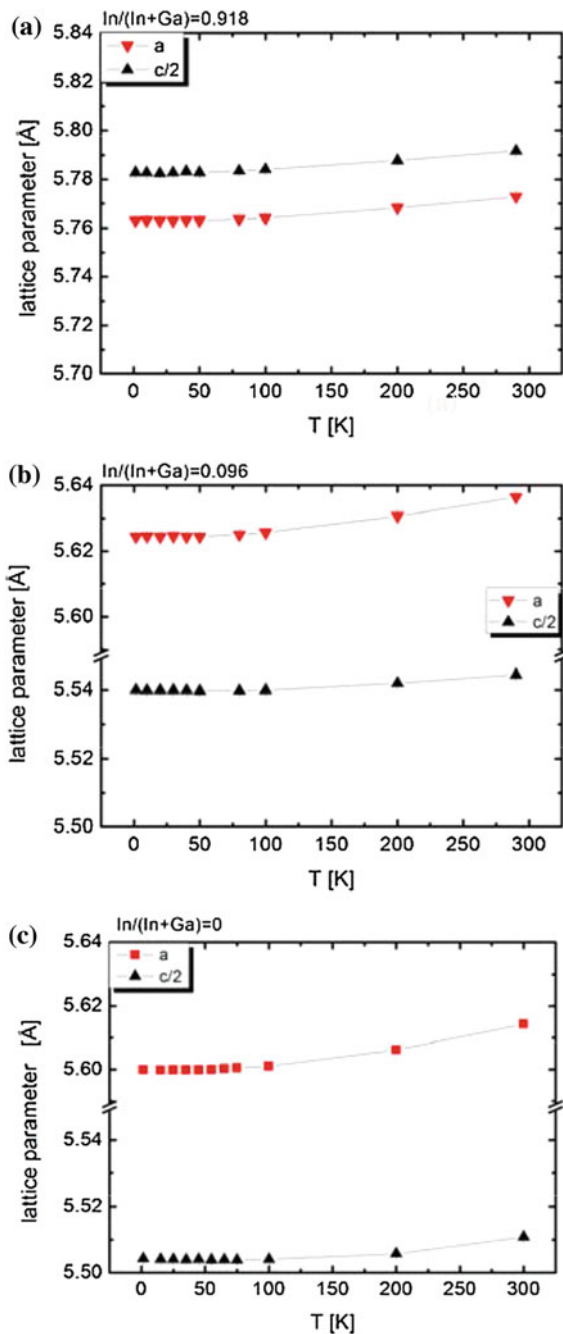 (a)
In/(In+Ga)=0.918
a
c/2
5.84
5.82
5.80
5.78
5.76
5.74
5.72
5.70
lattice parameter [Å]
0 50 100 150 200 250 300
T [K]
(b)
In/(In+Ga)=0.096
5.64
5.62
5.60
5.54
5.52
5.50
lattice parameter [Å]
a
c/2
0 50 100 150 200 250 300
T [K]
(c)
In/(In+Ga)=0
a
c/2
5.64
5.62
5.60
5.54
5.52
5.50
lattice parameter [Å]
0 50 100 150 200 250 300
T [K]